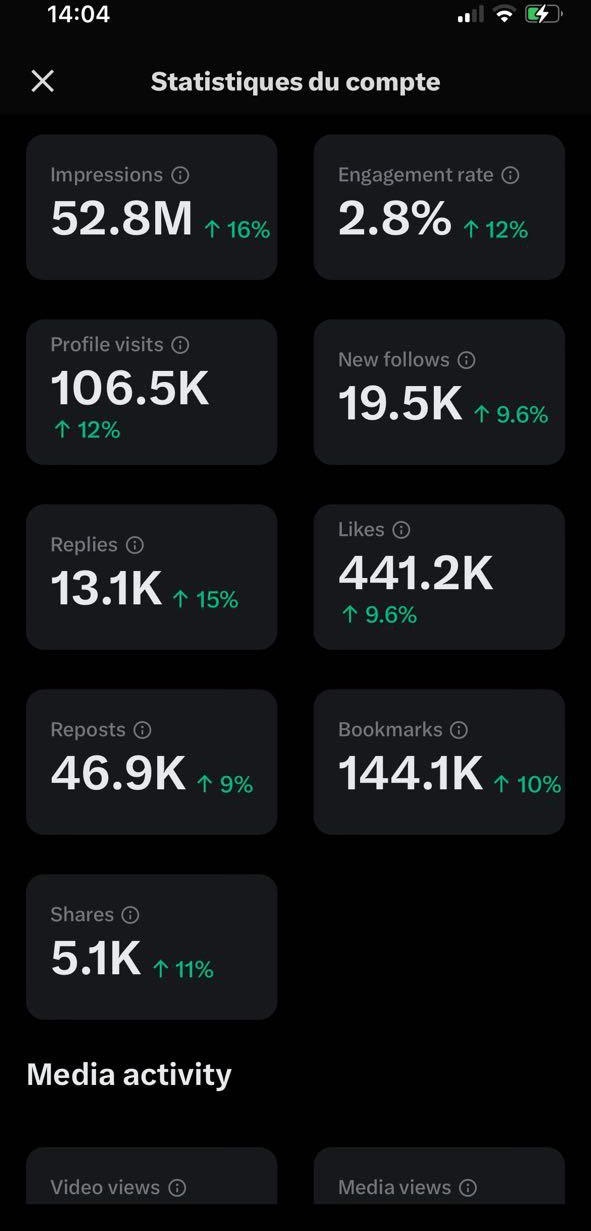 14:04
Statistiques du compte
Impressions
52.8M ↑ 16%
Engagement rate
2.8% ↑ 12%
Profile visits
106.5K
↑ 12%
New follows
19.5K ↑ 9.6%
Replies
13.1K ↑ 15%
Likes
441.2K
↑ 9.6%
Reposts
46.9K ↑ 9%
Bookmarks
144.1K ↑ 10%
Shares
5.1K ↑ 11%
Media activity
Video views
Media views